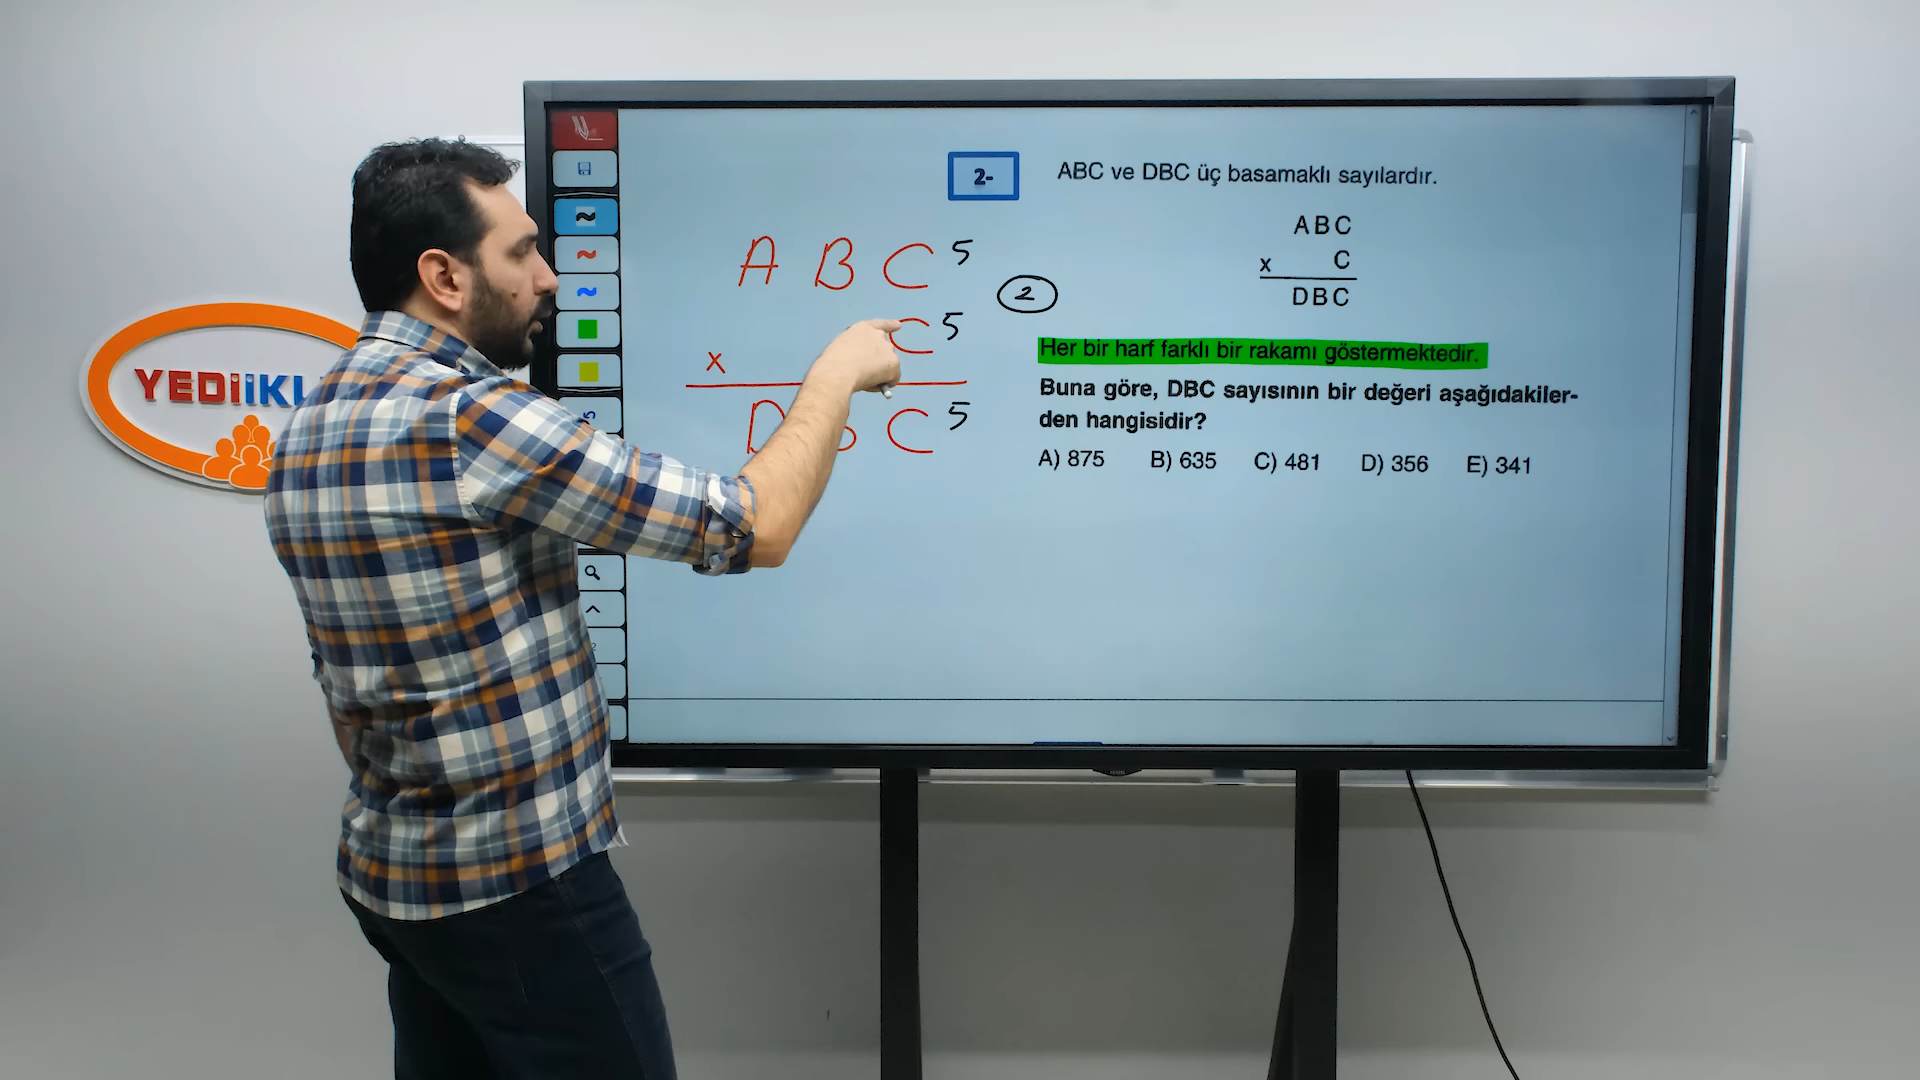 2-
ABC ve DBC üç basamaklı sayılardır.
ABC
x C
DBC
Her bir harf farklı bir rakamı göstermektedir.
Buna göre, DBC sayısının bir değeri aşağıdakiler-
den hangisidir?
A) 875 B) 635 C) 481 D) 356 E) 341
A B C 5
2
x C 5
D B C 5
YEDİİKL